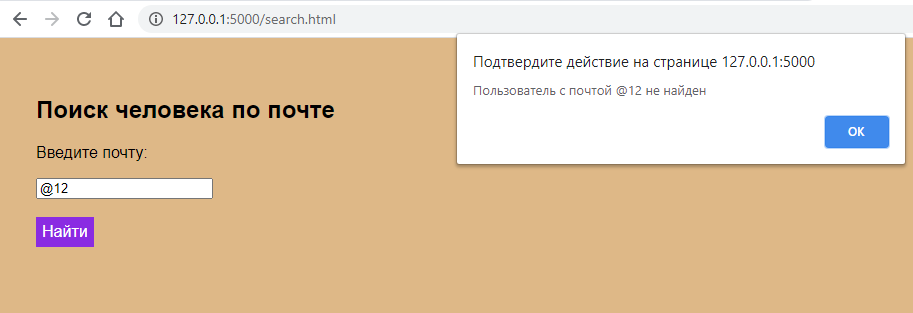 127.0.0.1:5000/search.html
Подтвердите действие на странице 127.0.0.1:5000
Пользователь с почтой @12 не найден
ОК
Поиск человека по почте
Введите почту:
@12
Найти